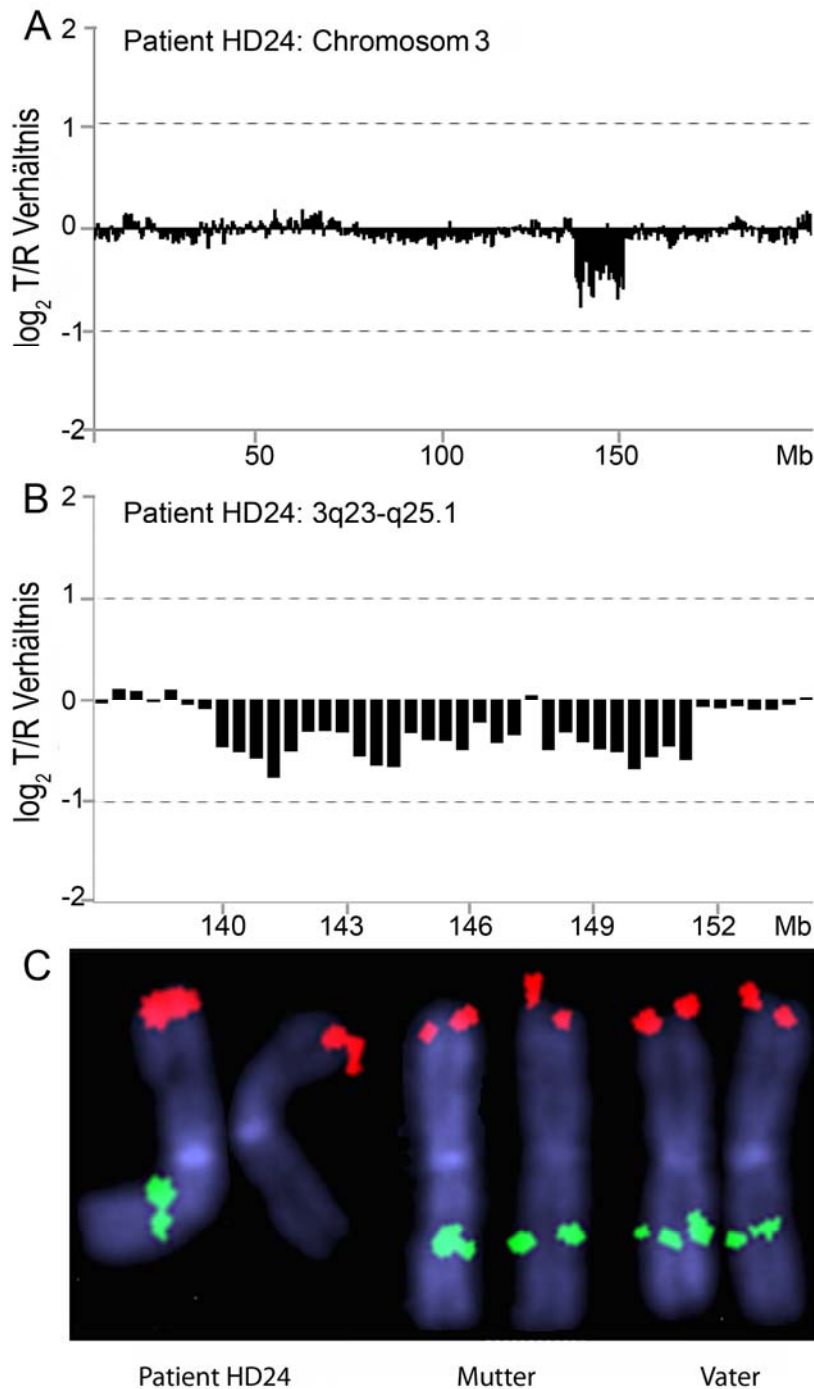 A
Patient HD24: Chromosom 3
log₂ T/R Verhältnis
2
1
0
-1
-2
50
100
150
Mb
B
Patient HD24: 3q23-q25.1
log₂ T/R Verhältnis
2
1
0
-1
-2
140
143
146
149
152
Mb
C
Patient HD24
Mutter
Vater